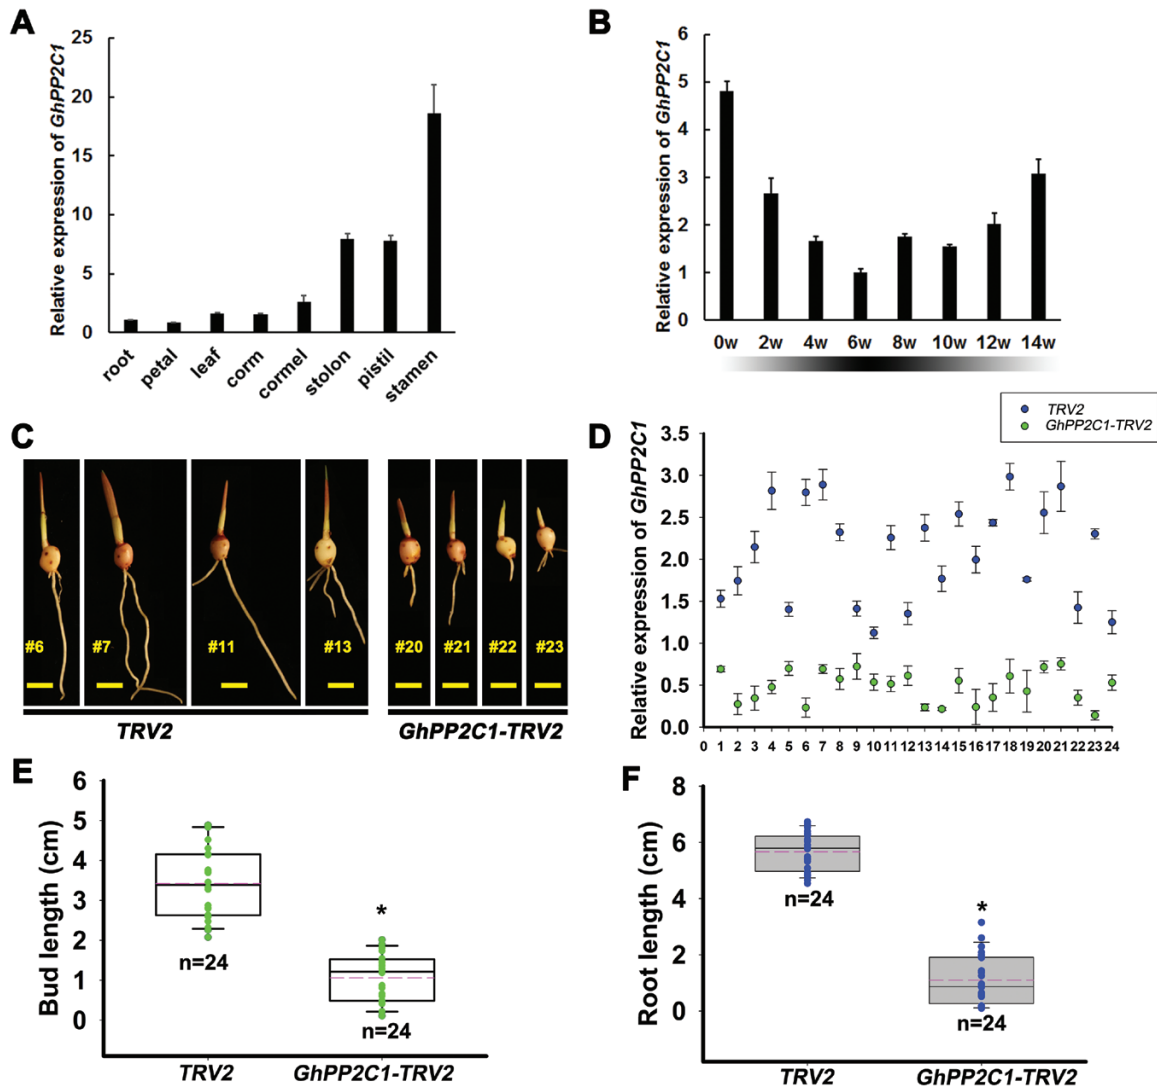 A
Relative expression of GhPP2C1
25
20
15
10
5
0
root
petal
leaf
corm
cormel
stolon
pistil
stamen
B
Relative expression of GhPP2C1
6
5
4
3
2
1
0
0w 2w 4w 6w 8w 10w 12w 14w
C
#6 #7 #11 #13 #20 #21 #22 #23
TRV2 GhPP2C1-TRV2
D
TRV2
GhPP2C1-TRV2
Relative expression of GhPP2C1
3.5
3.0
2.5
2.0
1.5
1.0
0.5
0.0
0 1 2 3 4 5 6 7 8 9 10 11 12 13 14 15 16 17 18 19 20 21 22 23 24
E
Bud length (cm)
6
5
4
3
2
1
0
n=24
*
n=24
TRV2 GhPP2C1-TRV2
F
Root length (cm)
8
6
4
2
0
n=24
*
n=24
TRV2 GhPP2C1-TRV2